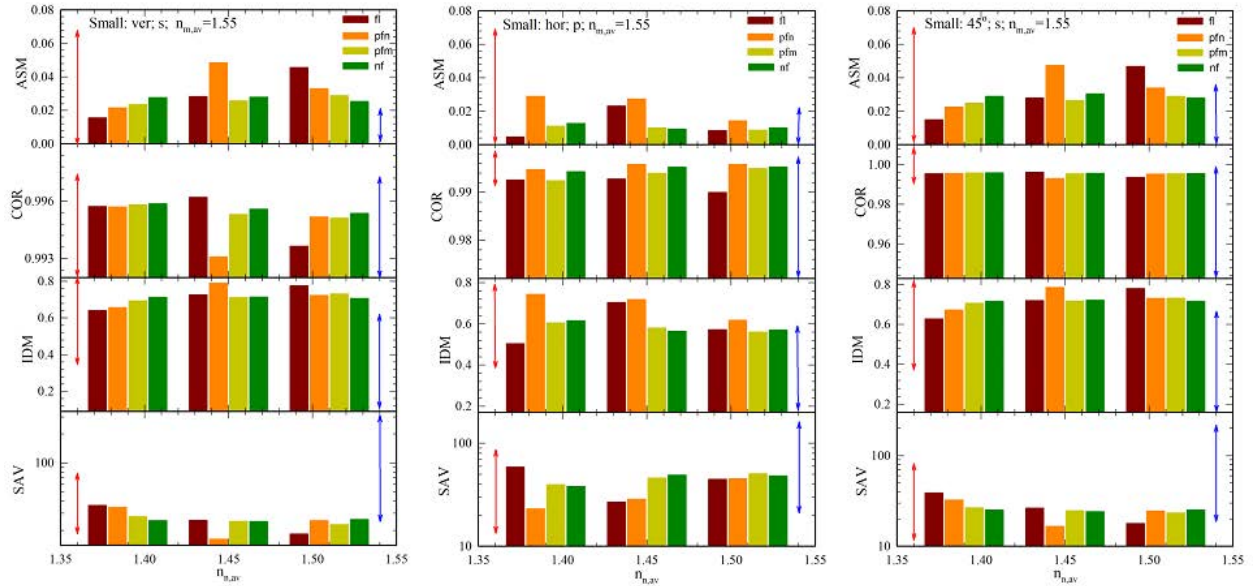 Small: ver; s; n_m,av=1.55
fl
pfn
pfm
nf
ASM
0.08
0.06
0.04
0.02
0.00
COR
0.996
0.993
IDM
0.8
0.6
0.4
0.2
SAV
100
1.35
1.40
1.45
1.50
1.55
n_n,av
Small: hor; p; n_m,av=1.55
fl
pfn
pfm
nf
ASM
0.08
0.06
0.04
0.02
0.00
COR
0.99
0.98
IDM
0.8
0.6
0.4
0.2
SAV
100
10
1.35
1.40
1.45
1.50
1.55
n_n,av
Small: 45°; s; n_m,av=1.55
fl
pfn
pfm
nf
ASM
0.08
0.06
0.04
0.02
0.00
COR
1.00
0.98
0.96
IDM
0.8
0.6
0.4
0.2
SAV
100
10
1.35
1.40
1.45
1.50
1.55
n_n,av